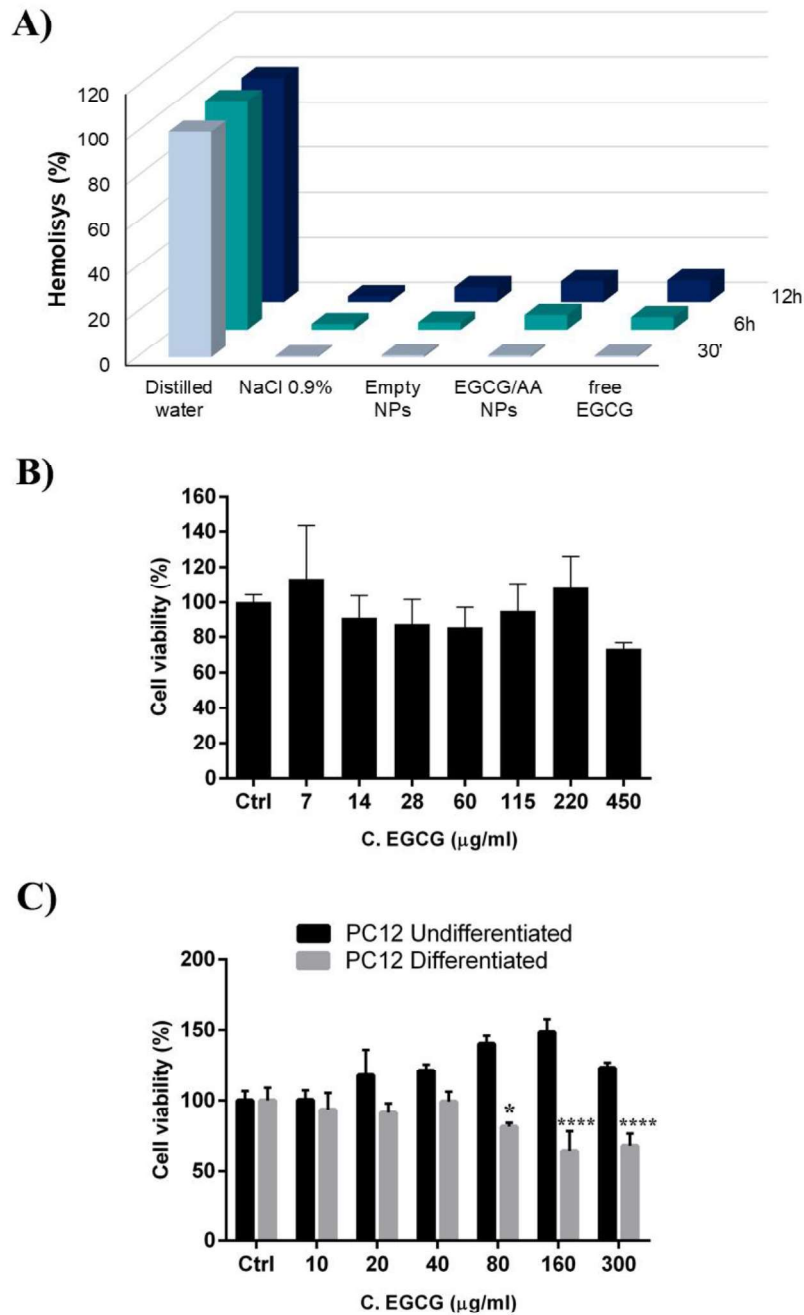 A)
120
100
80
60
40
20
0
Hemolisys (%)
12h
6h
30'
Distilled water
NaCl 0.9%
Empty NPs
EGCG/AA NPs
free EGCG
B)
160
140
120
100
80
60
40
20
0
Cell viability (%)
Ctrl 7 14 28 60 115 220 450
C. EGCG (μg/ml)
C)
PC12 Undifferentiated
PC12 Differentiated
200
150
100
50
0
Cell viability (%)
* **** ****
Ctrl 10 20 40 80 160 300
C. EGCG (μg/ml)